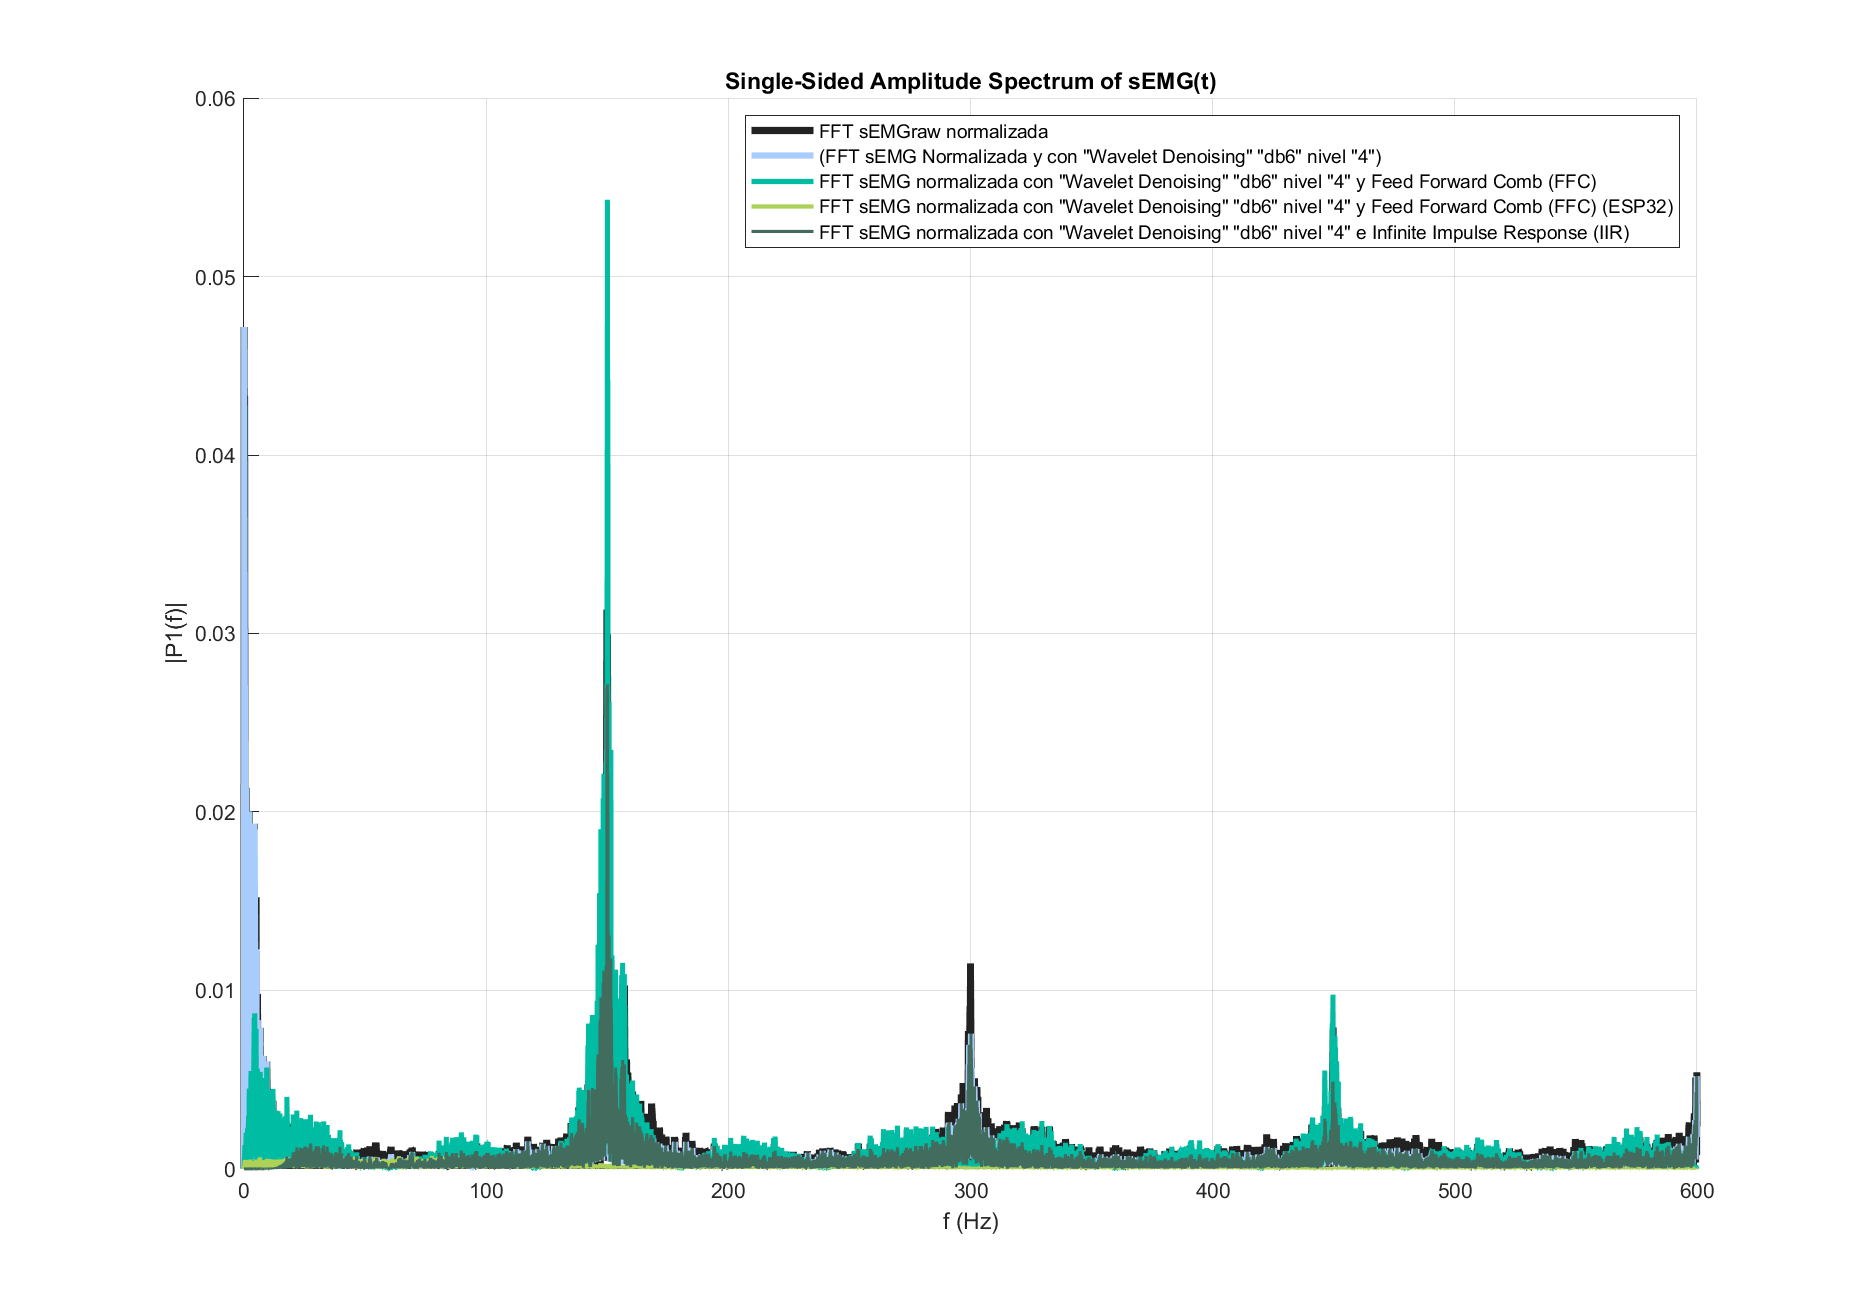 Single-Sided Amplitude Spectrum of sEMG(t)
FFT sEMGraw normalizada
(FFT sEMG Normalizada y con "Wavelet Denoising" "db6" nivel "4")
FFT sEMG normalizada con "Wavelet Denoising" "db6" nivel "4" y Feed Forward Comb (FFC)
FFT sEMG normalizada con "Wavelet Denoising" "db6" nivel "4" y Feed Forward Comb (FFC) (ESP32)
FFT sEMG normalizada con "Wavelet Denoising" "db6" nivel "4" e Infinite Impulse Response (IIR)
0.06
0.05
0.04
0.03
0.02
0.01
0
|P1(f)|
0 100 200 300 400 500 600
f (Hz)